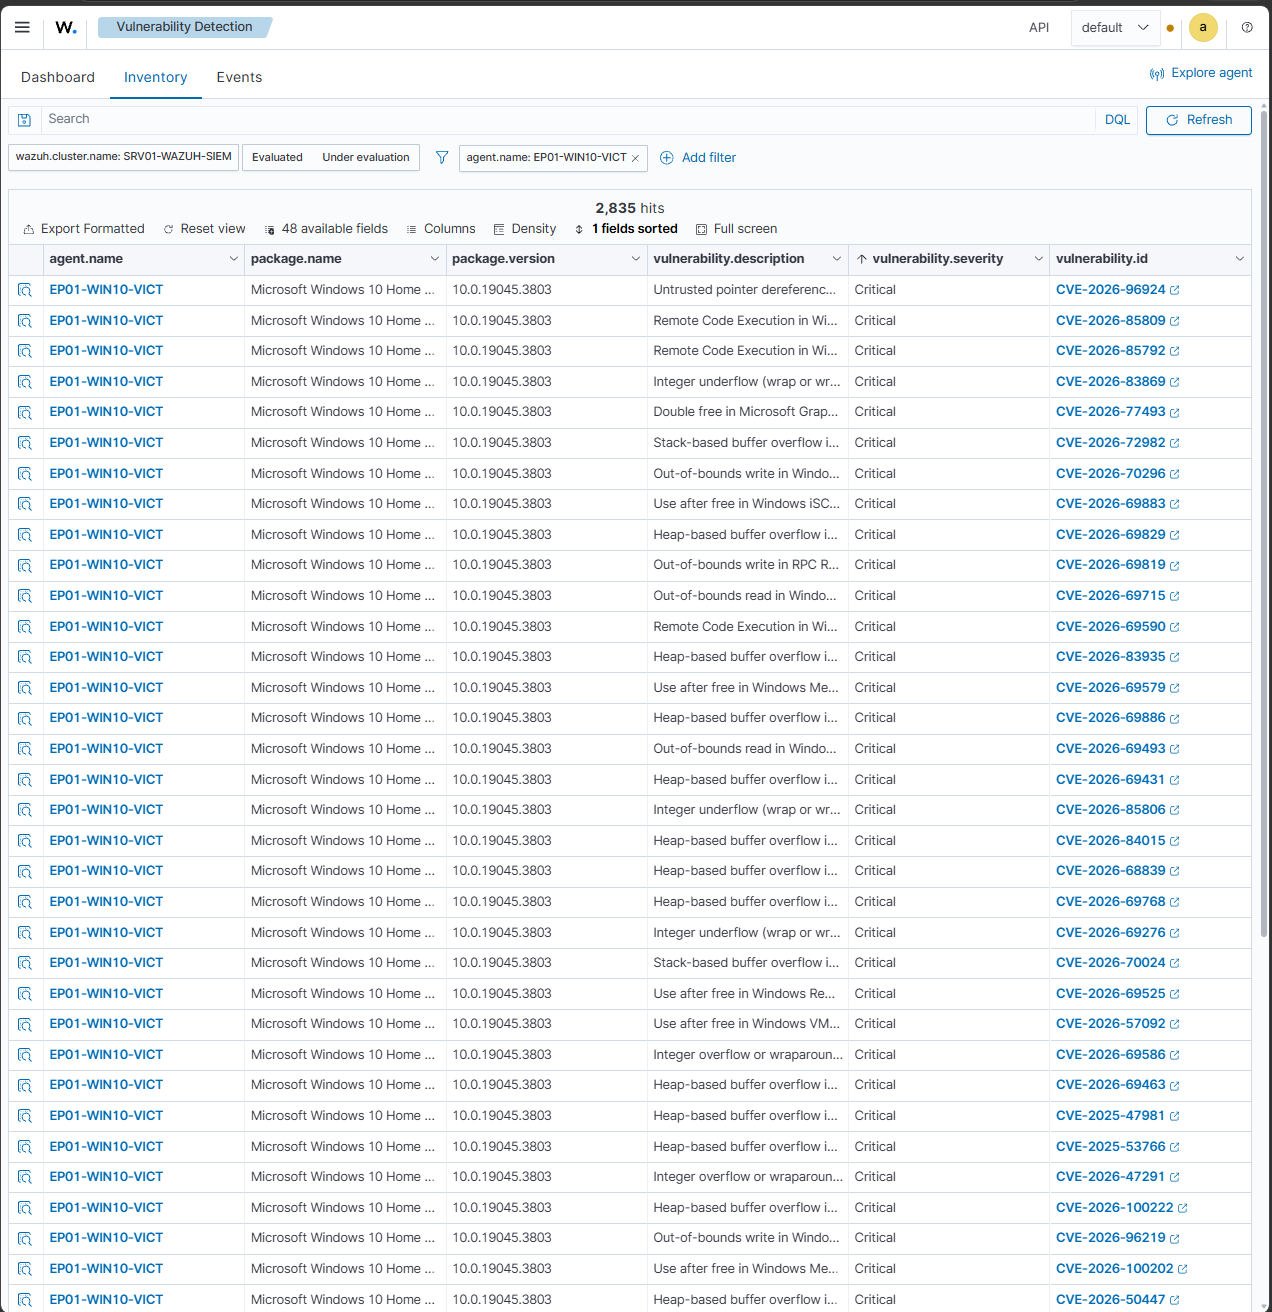 W. Vulnerability Detection API default a
Dashboard Inventory Events Explore agent
Search DQL Refresh
wazuh.cluster.name: SRV01-WAZUH-SIEM Evaluated Under evaluation agent.name: EP01-WIN10-VICT × Add filter
2,835 hits
Export Formatted Reset view 48 available fields Columns Density 1 fields sorted Full screen
agent.name package.name package.version vulnerability.description vulnerability.severity vulnerability.id
EP01-WIN10-VICT Microsoft Windows 10 Home ... 10.0.19045.3803 Untrusted pointer dereferenc... Critical CVE-2026-96924
EP01-WIN10-VICT Microsoft Windows 10 Home ... 10.0.19045.3803 Remote Code Execution in Wi... Critical CVE-2026-85809
EP01-WIN10-VICT Microsoft Windows 10 Home ... 10.0.19045.3803 Remote Code Execution in Wi... Critical CVE-2026-85792
EP01-WIN10-VICT Microsoft Windows 10 Home ... 10.0.19045.3803 Integer underflow (wrap or wr... Critical CVE-2026-83869
EP01-WIN10-VICT Microsoft Windows 10 Home ... 10.0.19045.3803 Double free in Microsoft Grap... Critical CVE-2026-77493
EP01-WIN10-VICT Microsoft Windows 10 Home ... 10.0.19045.3803 Stack-based buffer overflow i... Critical CVE-2026-72982
EP01-WIN10-VICT Microsoft Windows 10 Home ... 10.0.19045.3803 Out-of-bounds write in Windo... Critical CVE-2026-70296
EP01-WIN10-VICT Microsoft Windows 10 Home ... 10.0.19045.3803 Use after free in Windows iSC... Critical CVE-2026-69883
EP01-WIN10-VICT Microsoft Windows 10 Home ... 10.0.19045.3803 Heap-based buffer overflow i... Critical CVE-2026-69829
EP01-WIN10-VICT Microsoft Windows 10 Home ... 10.0.19045.3803 Out-of-bounds write in RPC R... Critical CVE-2026-69819
EP01-WIN10-VICT Microsoft Windows 10 Home ... 10.0.19045.3803 Out-of-bounds read in Windo... Critical CVE-2026-69715
EP01-WIN10-VICT Microsoft Windows 10 Home ... 10.0.19045.3803 Remote Code Execution in Wi... Critical CVE-2026-69590
EP01-WIN10-VICT Microsoft Windows 10 Home ... 10.0.19045.3803 Heap-based buffer overflow i... Critical CVE-2026-83935
EP01-WIN10-VICT Microsoft Windows 10 Home ... 10.0.19045.3803 Use after free in Windows Me... Critical CVE-2026-69579
EP01-WIN10-VICT Microsoft Windows 10 Home ... 10.0.19045.3803 Heap-based buffer overflow i... Critical CVE-2026-69886
EP01-WIN10-VICT Microsoft Windows 10 Home ... 10.0.19045.3803 Out-of-bounds read in Windo... Critical CVE-2026-69493
EP01-WIN10-VICT Microsoft Windows 10 Home ... 10.0.19045.3803 Heap-based buffer overflow i... Critical CVE-2026-69431
EP01-WIN10-VICT Microsoft Windows 10 Home ... 10.0.19045.3803 Integer underflow (wrap or wr... Critical CVE-2026-85806
EP01-WIN10-VICT Microsoft Windows 10 Home ... 10.0.19045.3803 Heap-based buffer overflow i... Critical CVE-2026-84015
EP01-WIN10-VICT Microsoft Windows 10 Home ... 10.0.19045.3803 Heap-based buffer overflow i... Critical CVE-2026-68839
EP01-WIN10-VICT Microsoft Windows 10 Home ... 10.0.19045.3803 Heap-based buffer overflow i... Critical CVE-2026-69768
EP01-WIN10-VICT Microsoft Windows 10 Home ... 10.0.19045.3803 Integer underflow (wrap or wr... Critical CVE-2026-69276
EP01-WIN10-VICT Microsoft Windows 10 Home ... 10.0.19045.3803 Stack-based buffer overflow i... Critical CVE-2026-70024
EP01-WIN10-VICT Microsoft Windows 10 Home ... 10.0.19045.3803 Use after free in Windows Re... Critical CVE-2026-69525
EP01-WIN10-VICT Microsoft Windows 10 Home ... 10.0.19045.3803 Use after free in Windows VM... Critical CVE-2026-57092
EP01-WIN10-VICT Microsoft Windows 10 Home ... 10.0.19045.3803 Integer overflow or wraparoun... Critical CVE-2026-69586
EP01-WIN10-VICT Microsoft Windows 10 Home ... 10.0.19045.3803 Heap-based buffer overflow i... Critical CVE-2026-69463
EP01-WIN10-VICT Microsoft Windows 10 Home ... 10.0.19045.3803 Heap-based buffer overflow i... Critical CVE-2025-47981
EP01-WIN10-VICT Microsoft Windows 10 Home ... 10.0.19045.3803 Heap-based buffer overflow i... Critical CVE-2025-53766
EP01-WIN10-VICT Microsoft Windows 10 Home ... 10.0.19045.3803 Integer overflow or wraparoun... Critical CVE-2026-47291
EP01-WIN10-VICT Microsoft Windows 10 Home ... 10.0.19045.3803 Heap-based buffer overflow i... Critical CVE-2026-100222
EP01-WIN10-VICT Microsoft Windows 10 Home ... 10.0.19045.3803 Out-of-bounds write in Windo... Critical CVE-2026-96219
EP01-WIN10-VICT Microsoft Windows 10 Home ... 10.0.19045.3803 Use after free in Windows Me... Critical CVE-2026-100202
EP01-WIN10-VICT Microsoft Windows 10 Home ... 10.0.19045.3803 Heap-based buffer overflow i... Critical CVE-2026-50447